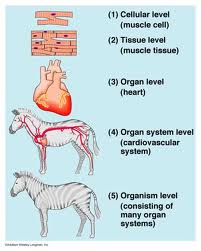 (1) Cellular level
(muscle cell)
(2) Tissue level
(muscle tissue)
(3) Organ level
(heart)
(4) Organ system level
(cardiovascular
system)
(5) Organism level
(consisting of
many organ
systems)